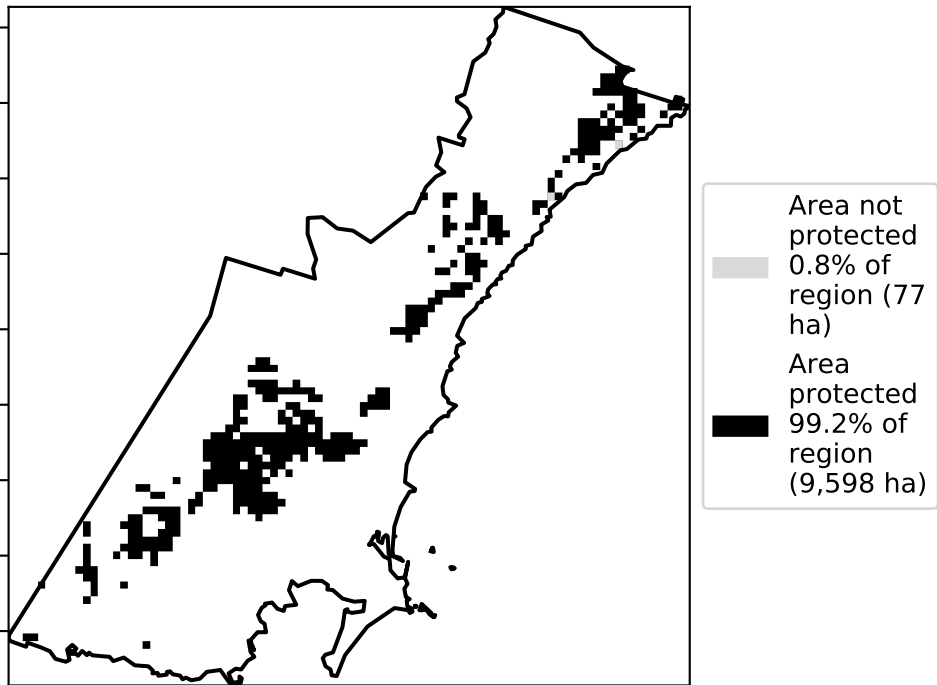 Area not
protected
0.8% of
region (77
ha)
Area
protected
99.2% of
region
(9,598 ha)